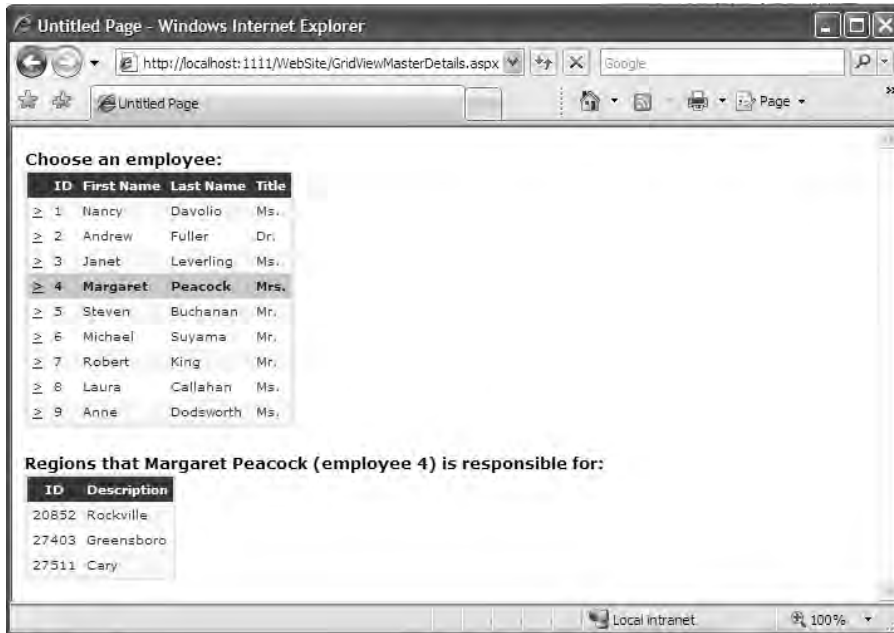 Untitled Page - Windows Internet Explorer
http://localhost:1111/WebSite/GridViewMasterDetails.aspx
Google
Untitled Page
Page
Choose an employee:
ID First Name Last Name Title
> 1 Nancy Davolio Ms.
> 2 Andrew Fuller Dr.
> 3 Janet Leverling Ms.
> 4 Margaret Peacock Mrs.
> 5 Steven Buchanan Mr.
> 6 Michael Suyama Mr.
> 7 Robert King Mr.
> 8 Laura Callahan Ms.
> 9 Anne Dodsworth Ms.
Regions that Margaret Peacock (employee 4) is responsible for:
ID Description
20852 Rockville
27403 Greensboro
27511 Cary
Local intranet 100%